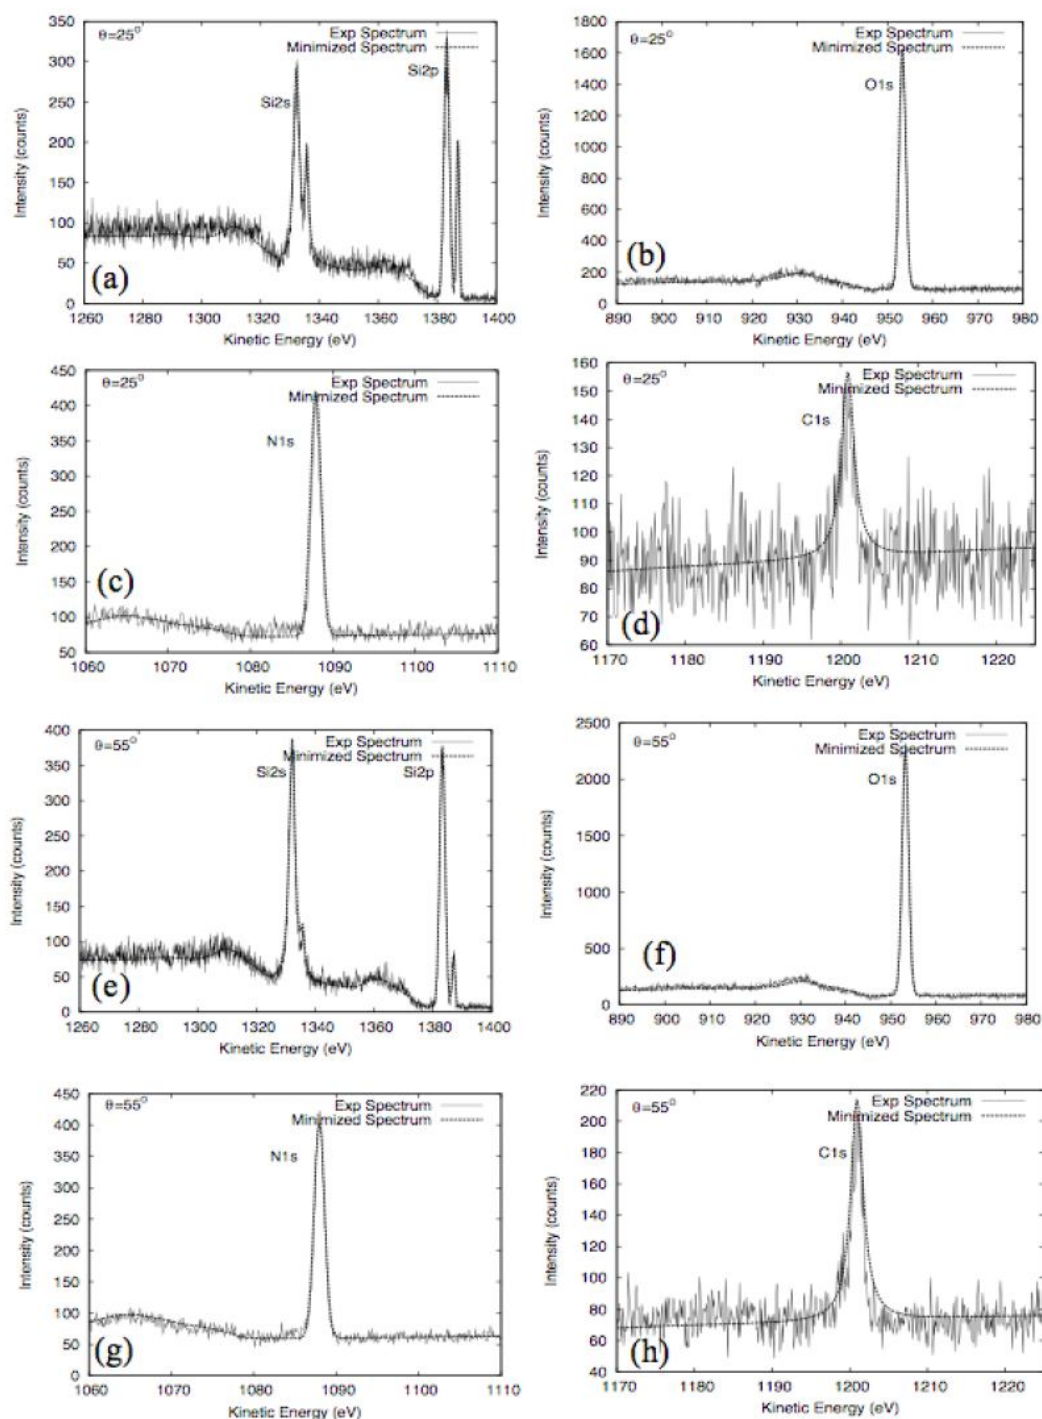 θ=25°
Exp Spectrum
Minimized Spectrum
Si2p
Si2s
Intensity (counts)
350
300
250
200
150
100
50
0
(a)
1260 1280 1300 1320 1340 1360 1380 1400
Kinetic Energy (eV)
θ=25°
Exp Spectrum
Minimized Spectrum
O1s
Intensity (counts)
1800
1600
1400
1200
1000
800
600
400
200
0
(b)
890 900 910 920 930 940 950 960 970 980
Kinetic Energy (eV)
θ=25°
Exp Spectrum
Minimized Spectrum
N1s
Intensity (counts)
450
400
350
300
250
200
150
100
50
(c)
1060 1070 1080 1090 1100 1110
Kinetic Energy (eV)
θ=25°
Exp Spectrum
Minimized Spectrum
C1s
Intensity (counts)
160
150
140
130
120
110
100
90
80
70
60
(d)
1170 1180 1190 1200 1210 1220
Kinetic Energy (eV)
θ=55°
Exp Spectrum
Minimized Spectrum
Si2s
Si2p
Intensity (counts)
400
350
300
250
200
150
100
50
0
(e)
1260 1280 1300 1320 1340 1360 1380 1400
Kinetic Energy (eV)
θ=55°
Exp Spectrum
Minimized Spectrum
O1s
Intensity (counts)
2500
2000
1500
1000
500
0
(f)
890 900 910 920 930 940 950 960 970 980
Kinetic Energy (eV)
θ=55°
Exp Spectrum
Minimized Spectrum
N1s
Intensity (counts)
450
400
350
300
250
200
150
100
50
0
(g)
1060 1070 1080 1090 1100 1110
Kinetic Energy (eV)
θ=55°
Exp Spectrum
Minimized Spectrum
C1s
Intensity (counts)
220
200
180
160
140
120
100
80
60
40
(h)
1170 1180 1190 1200 1210 1220
Kinetic Energy (eV)